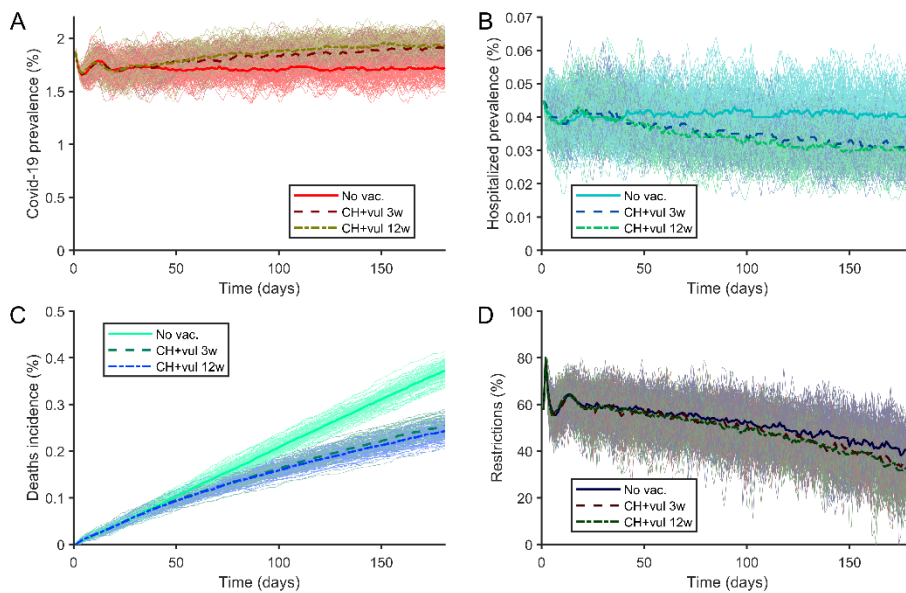 A
Covid-19 prevalence (%)
2
1.5
1
0.5
0
0
50
100
150
Time (days)
No vac.
CH+vul 3w
CH+vul 12w
B
Hospitalized prevalence (%)
0.07
0.06
0.05
0.04
0.03
0.02
0.01
0
0
50
100
150
Time (days)
No vac.
CH+vul 3w
CH+vul 12w
C
Deaths incidence (%)
0.5
0.4
0.3
0.2
0.1
0
0
50
100
150
Time (days)
No vac.
CH+vul 3w
CH+vul 12w
D
Restrictions (%)
100
80
60
40
20
0
0
50
100
150
Time (days)
No vac.
CH+vul 3w
CH+vul 12w